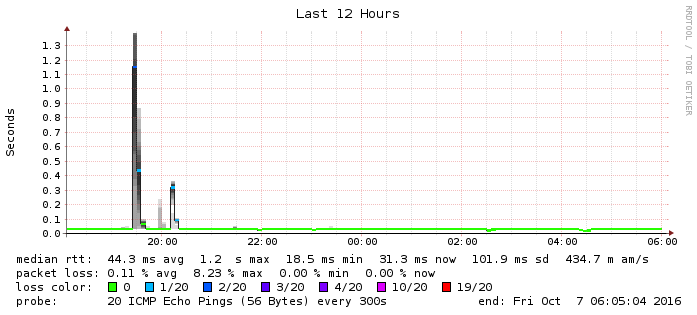 Last 12 Hours
RRDTOOL / TOBI OETIKER
Seconds
1.3
1.2
1.1
1.0
0.9
0.8
0.7
0.6
0.5
0.4
0.3
0.2
0.1
0.0
20:00 22:00 00:00 02:00 04:00 06:00
median rtt: 44.3 ms avg 1.2 s max 18.5 ms min 31.3 ms now 101.9 ms sd 434.7 m am/s
packet loss: 0.11 % avg 8.23 % max 0.00 % min 0.00 % now
loss color: 0 1/20 2/20 3/20 4/20 10/20 19/20
probe: 20 ICMP Echo Pings (56 Bytes) every 300s end: Fri Oct 7 06:05:04 2016